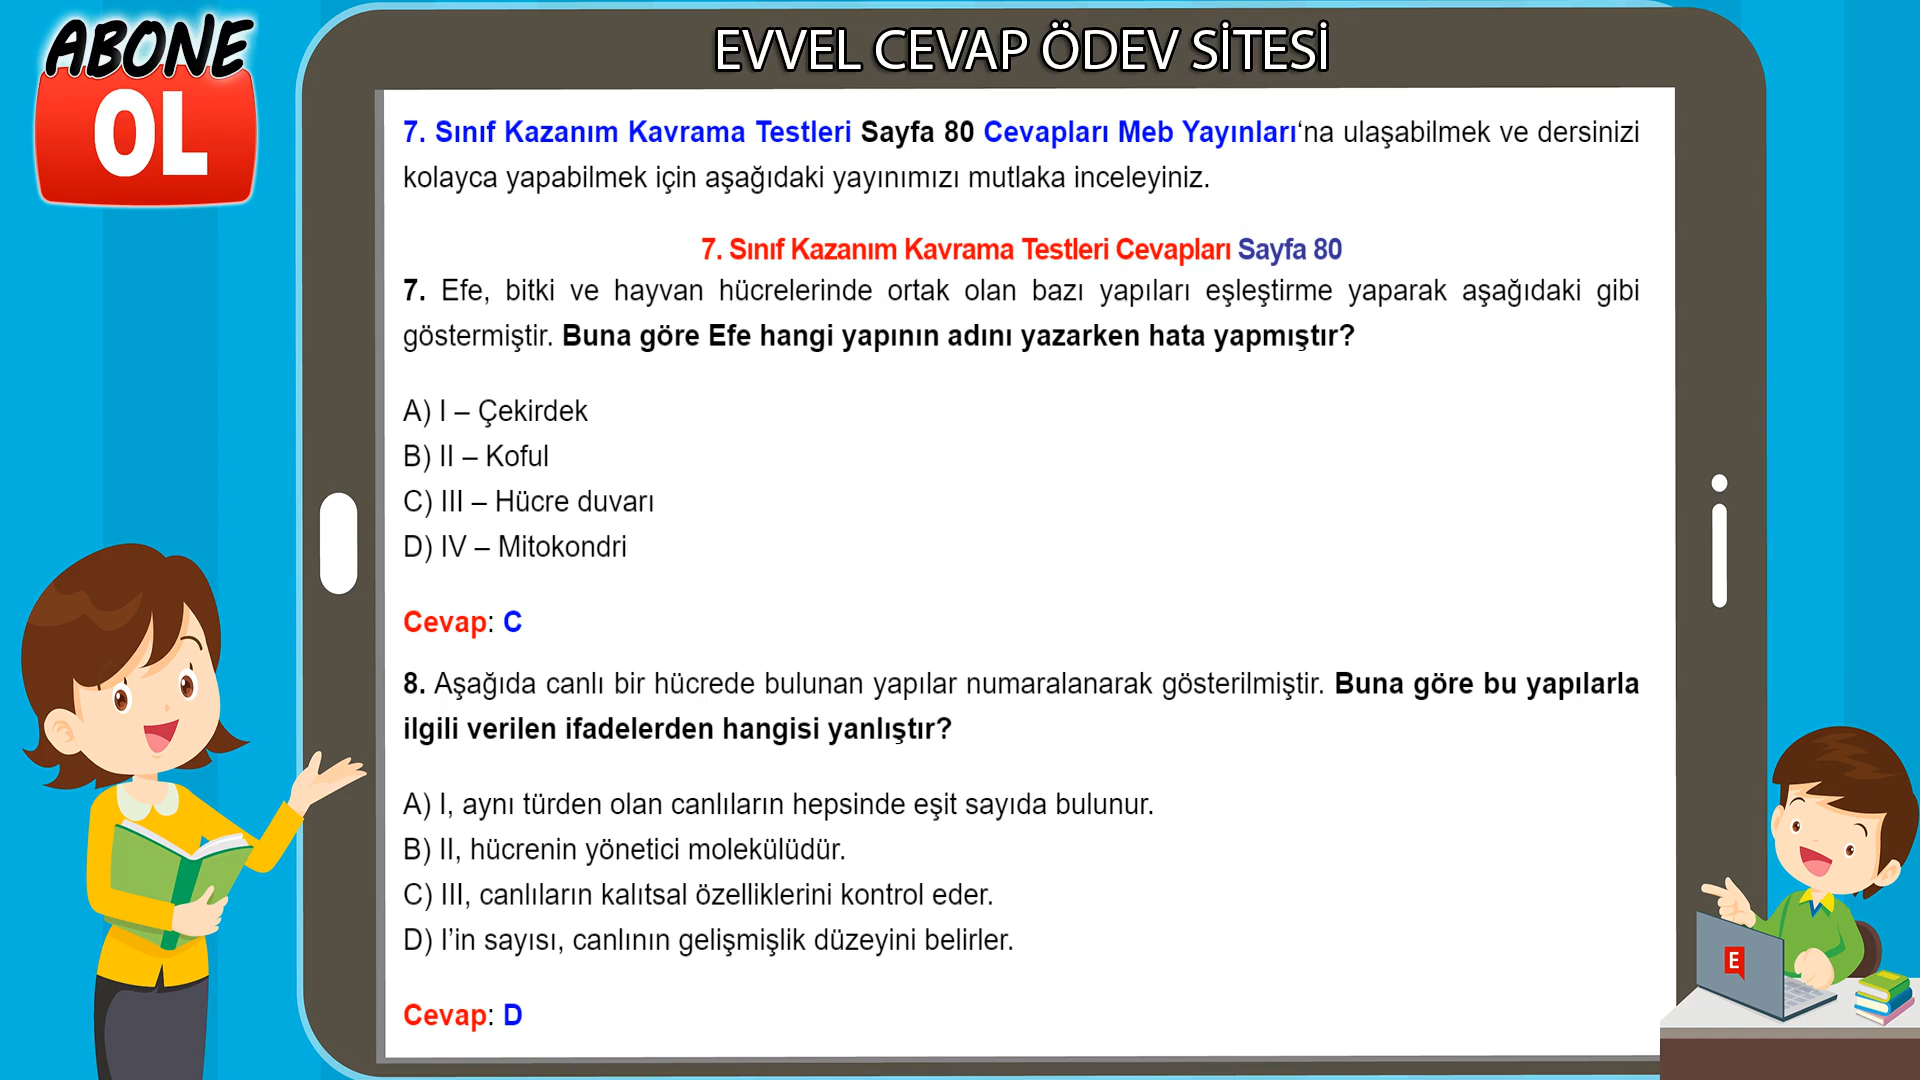 ABONE
OL
EVVEL CEVAP ÖDEV SİTESİ
7. Sınıf Kazanım Kavrama Testleri Sayfa 80 Cevapları Meb Yayınları‘na ulaşabilmek ve dersinizi
kolayca yapabilmek için aşağıdaki yayınımızı mutlaka inceleyiniz.
7. Sınıf Kazanım Kavrama Testleri Cevapları Sayfa 80
7. Efe, bitki ve hayvan hücrelerinde ortak olan bazı yapıları eşleştirme yaparak aşağıdaki gibi
göstermiştir. Buna göre Efe hangi yapının adını yazarken hata yapmıştır?
A) I – Çekirdek
B) II – Koful
C) III – Hücre duvarı
D) IV – Mitokondri
Cevap: C
8. Aşağıda canlı bir hücrede bulunan yapılar numaralanarak gösterilmiştir. Buna göre bu yapılarla
ilgili verilen ifadelerden hangisi yanlıştır?
A) I, aynı türden olan canlıların hepsinde eşit sayıda bulunur.
B) II, hücrenin yönetici molekülüdür.
C) III, canlıların kalıtsal özelliklerini kontrol eder.
D) I’in sayısı, canlının gelişmişlik düzeyini belirler.
Cevap: D
E